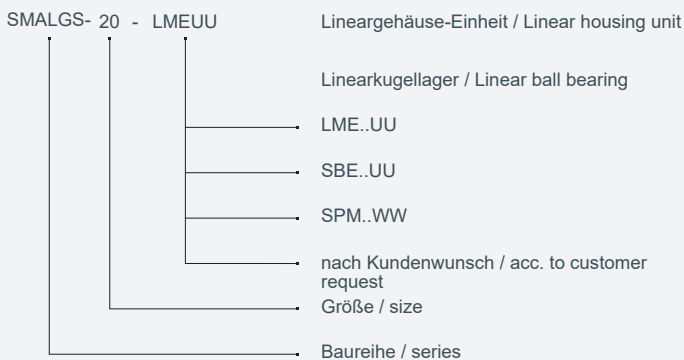 SMALGS- 20 - LMEUU Lineargehäuse-Einheit / Linear housing unit
Linearkugellager / Linear ball bearing
LME..UU
SBE..UU
SPM..WW
nach Kundenwunsch / acc. to customer
request
Größe / size
Baureihe / series